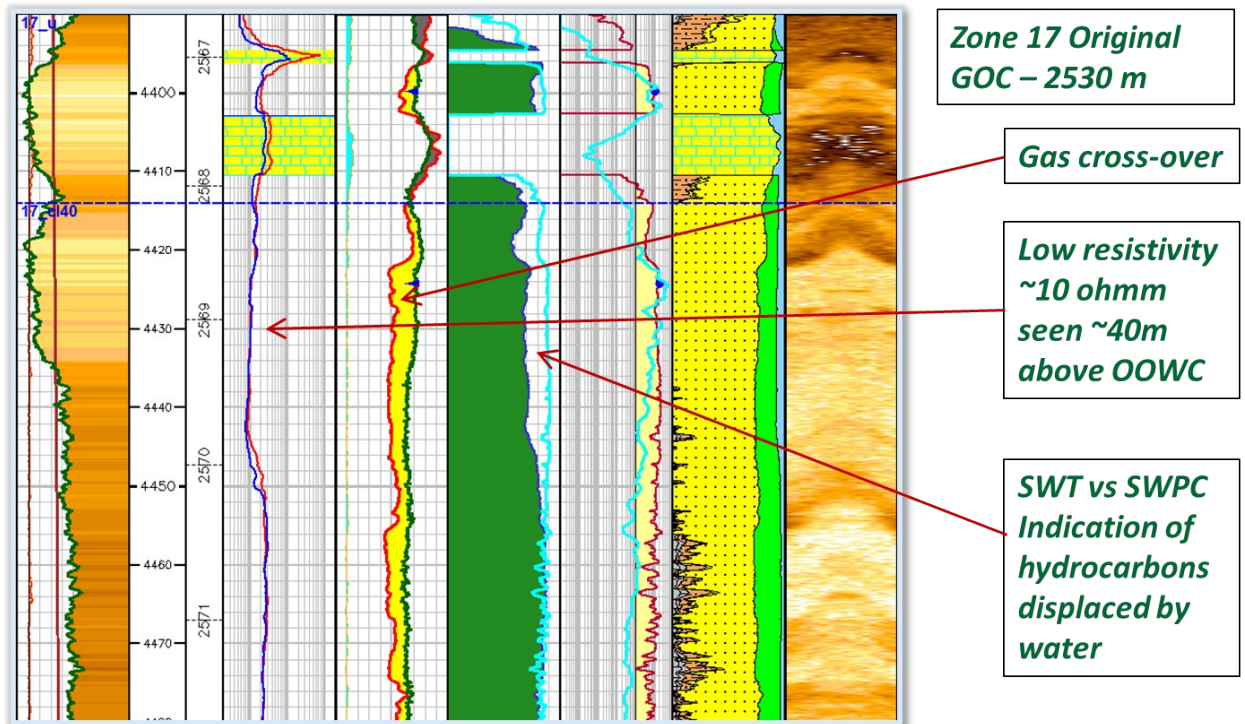 17_u
2567
4400
4410
2568
17_cl40
4420
2569
4430
4440
2570
4450
4460
2571
4470
Zone 17 Original
GOC – 2530 m
Gas cross-over
Low resistivity
~10 ohmm
seen ~40m
above OOWC
SWT vs SWPC
Indication of
hydrocarbons
displaced by
water